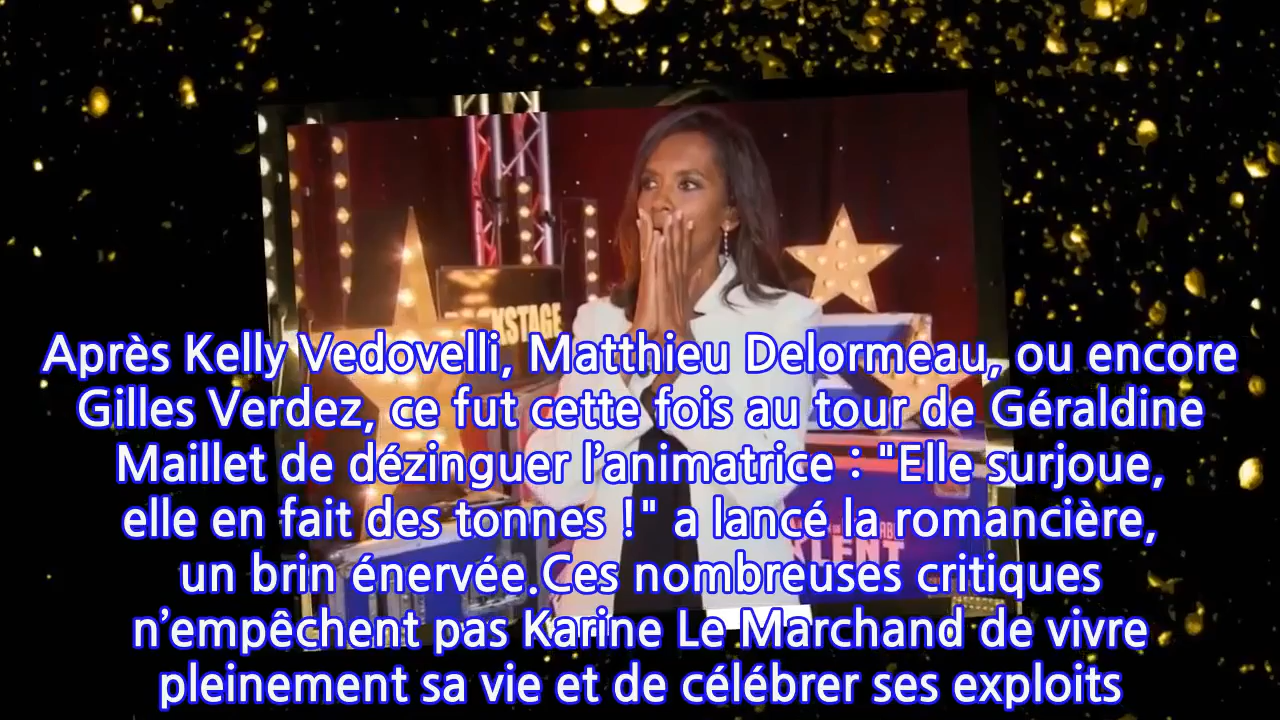 BACKSTAGE
Après Kelly Vedovelli, Matthieu Delormeau, ou encore
Gilles Verdez, ce fut cette fois au tour de Géraldine
Maillet de dézinguer l'animatrice : "Elle surjoue,
elle en fait des tonnes !" a lancé la romancière,
un brin énervée.Ces nombreuses critiques
n’empêchent pas Karine Le Marchand de vivre
pleinement sa vie et de célébrer ses exploits